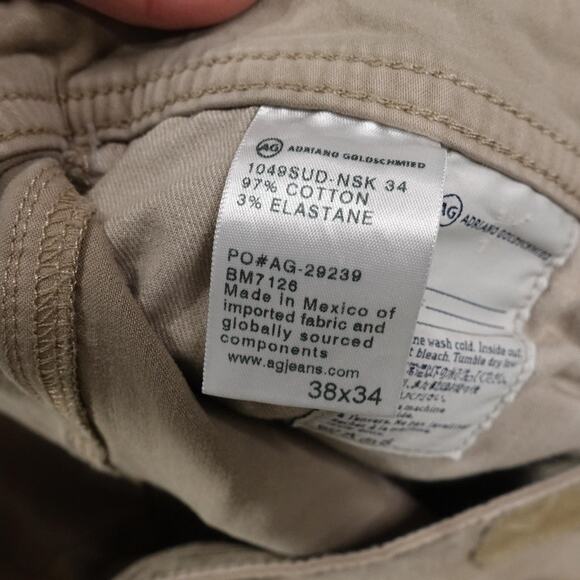 AG ADRIANO GOLDSCHMIED
1049SUD-NSK 34
97% COTTON
3% ELASTANE
PO#AG-29239
BM7126
Made in Mexico of
imported fabric and
globally sourced
components
www.agjeans.com
38x34
AG ADRIANO GOLDSCHMIED
wash cold. Inside out.
bleach. Tumble dry low
machine